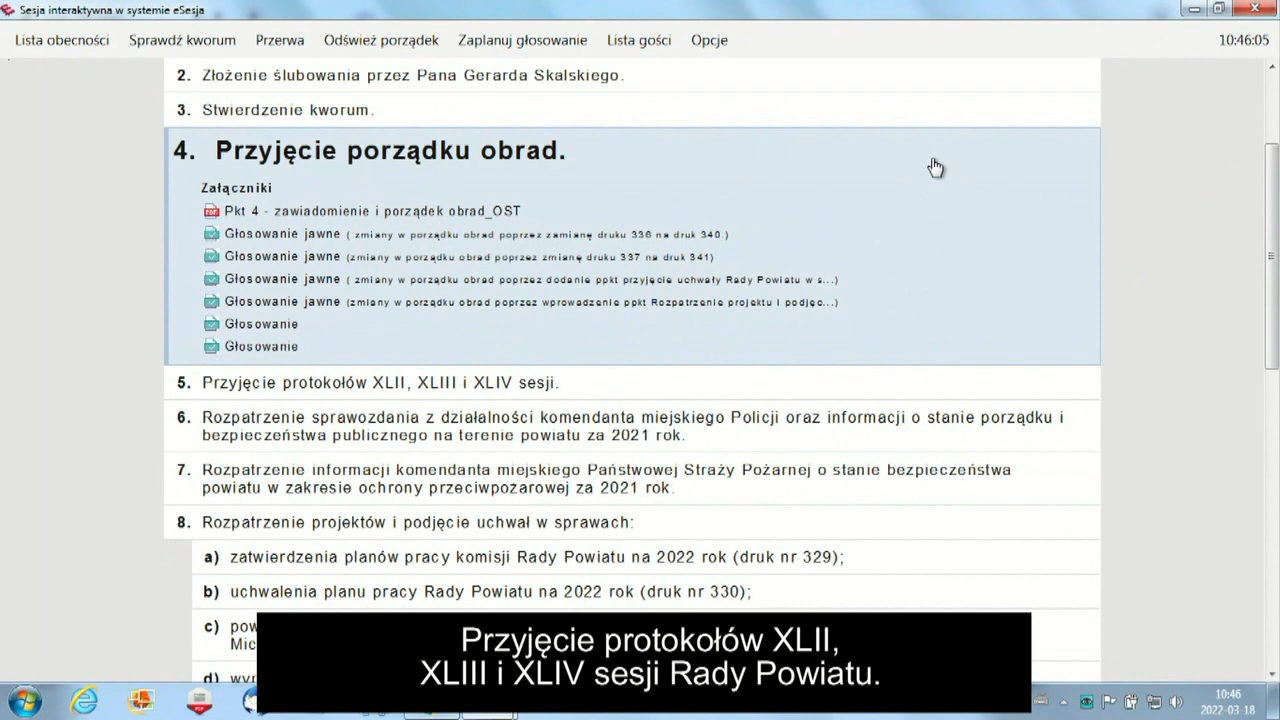 Sesja interaktywna w systemie eSesja
Lista obecności Sprawdź kworum Przerwa Odśwież porządek Zaplanuj głosowanie Lista gości Opcje 10:46:05
2. Złożenie ślubowania przez Pana Gerarda Skalskiego.
3. Stwierdzenie kworum.
4. Przyjęcie porządku obrad.
Załączniki
Pkt 4 - zawiadomienie i porządek obrad_OST
Głosowanie jawne ( zmiany w porządku obrad poprzez zamianę druku 336 na druk 340.)
Głosowanie jawne (zmiany w porządku obrad poprzez zmianę druku 337 na druk 341)
Głosowanie jawne ( zmiany w porządku obrad poprzez dodanie ppkt przyjęcie uchwały Rady Powiatu w s...)
Głosowanie jawne (zmiany w porządku obrad poprzez wprowadzenie ppkt Rozpatrzenie projektu i podjęc...)
Głosowanie
Głosowanie
5. Przyjęcie protokołów XLII, XLIII i XLIV sesji.
6. Rozpatrzenie sprawozdania z działalności komendanta miejskiego Policji oraz informacji o stanie porządku i
bezpieczeństwa publicznego na terenie powiatu za 2021 rok.
7. Rozpatrzenie informacji komendanta miejskiego Państwowej Straży Pożarnej o stanie bezpieczeństwa
powiatu w zakresie ochrony przeciwpożarowej za 2021 rok.
8. Rozpatrzenie projektów i podjęcie uchwał w sprawach:
a) zatwierdzenia planów pracy komisji Rady Powiatu na 2022 rok (druk nr 329);
b) uchwalenia planu pracy Rady Powiatu na 2022 rok (druk nr 330);
c) pow
Mic
d)
Przyjęcie protokołów XLII,
XLIII i XLIV sesji Rady Powiatu.
10:46
2022-03-18